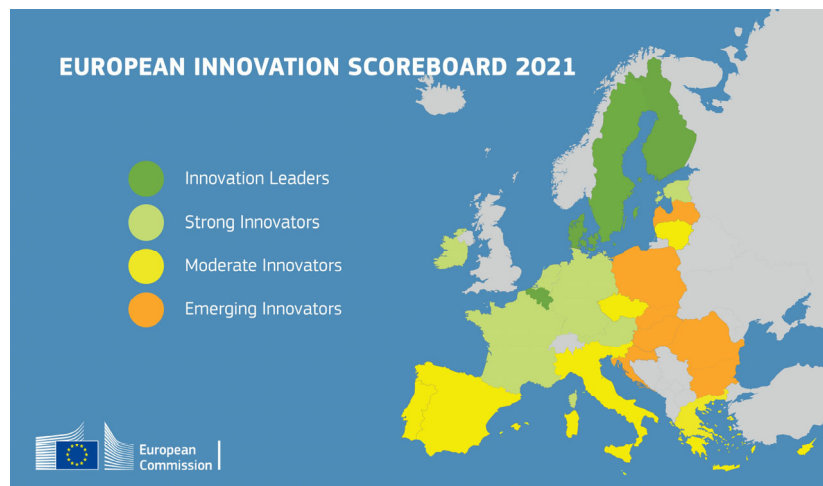 EUROPEAN INNOVATION SCOREBOARD 2021
Innovation Leaders
Strong Innovators
Moderate Innovators
Emerging Innovators
European
Commission